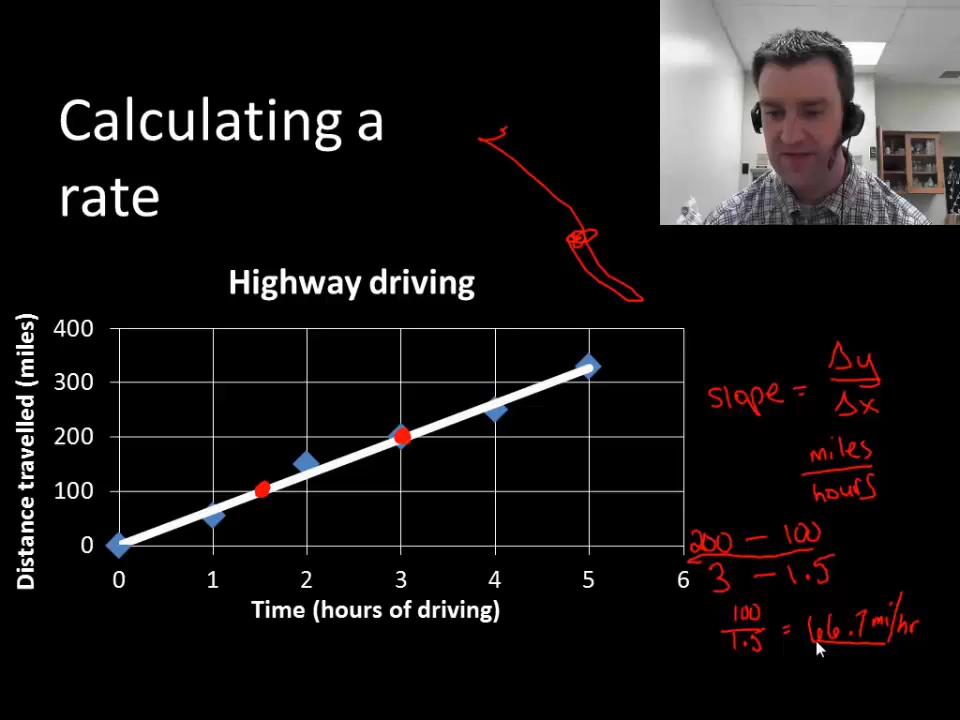 Calculating a
rate
Highway driving
Distance travelled (miles)
400
300
200
100
0
0 1 2 3 4 5 6
Time (hours of driving)
slope = Δy
Δx
miles
hours
200 - 100
3 - 1.5
100
1.5
= 66.7 mi/hr